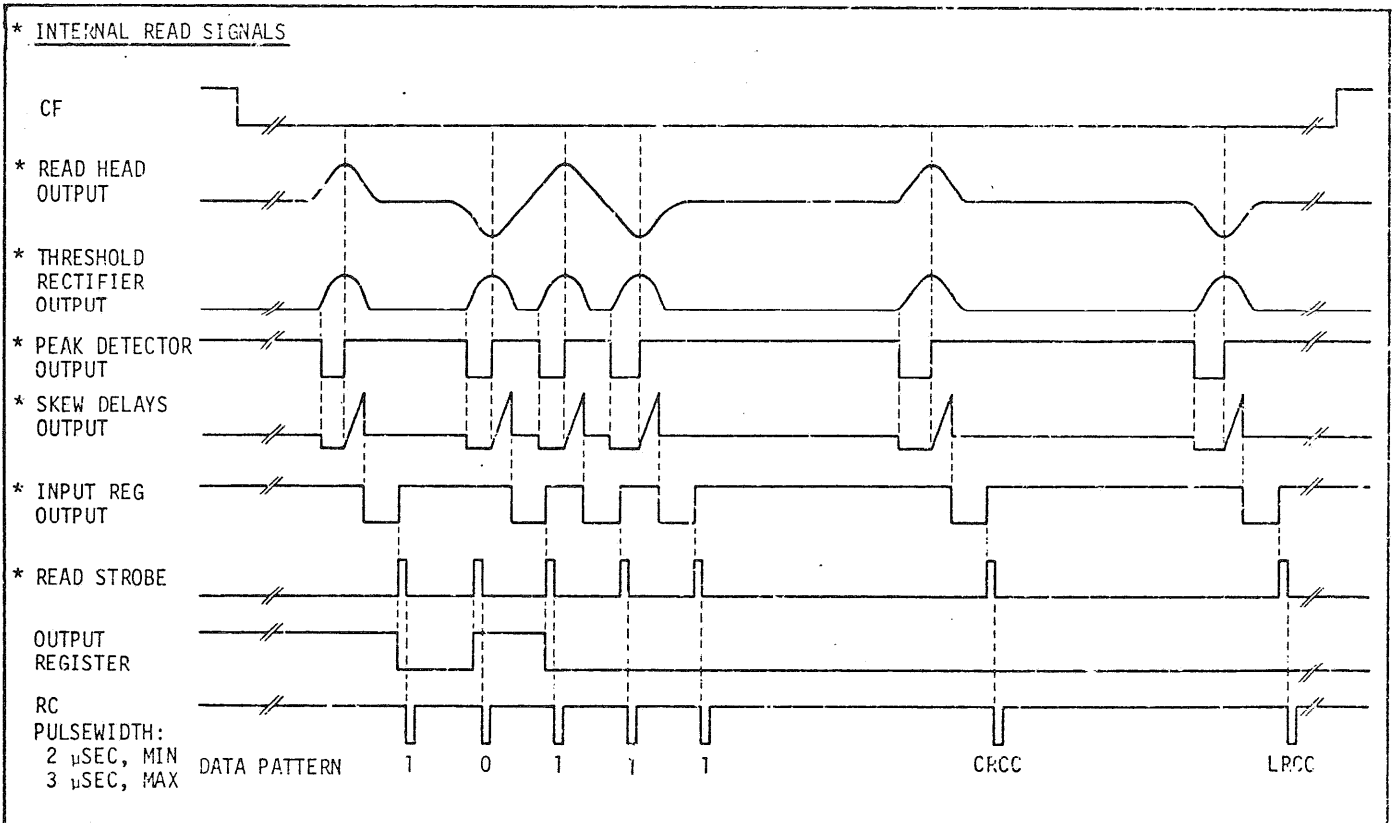 * INTERNAL READ SIGNALS
CF
* READ HEAD
OUTPUT
* THRESHOLD
RECTIFIER
OUTPUT
* PEAK DETECTOR
OUTPUT
* SKEW DELAYS
OUTPUT
* INPUT REG
OUTPUT
* READ STROBE
OUTPUT
REGISTER
RC
PULSEWIDTH:
2 µSEC, MIN
3 µSEC, MAX
DATA PATTERN 1 0 1 1 1 CRCC LRCC